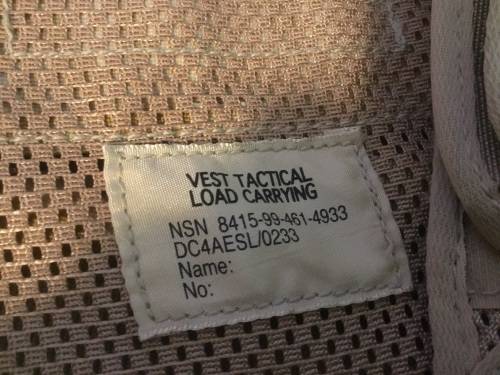 VEST TACTICAL
LOAD CARRYING
NSN 8415-99-461-4933
DC4AESL/0233
Name:
No: